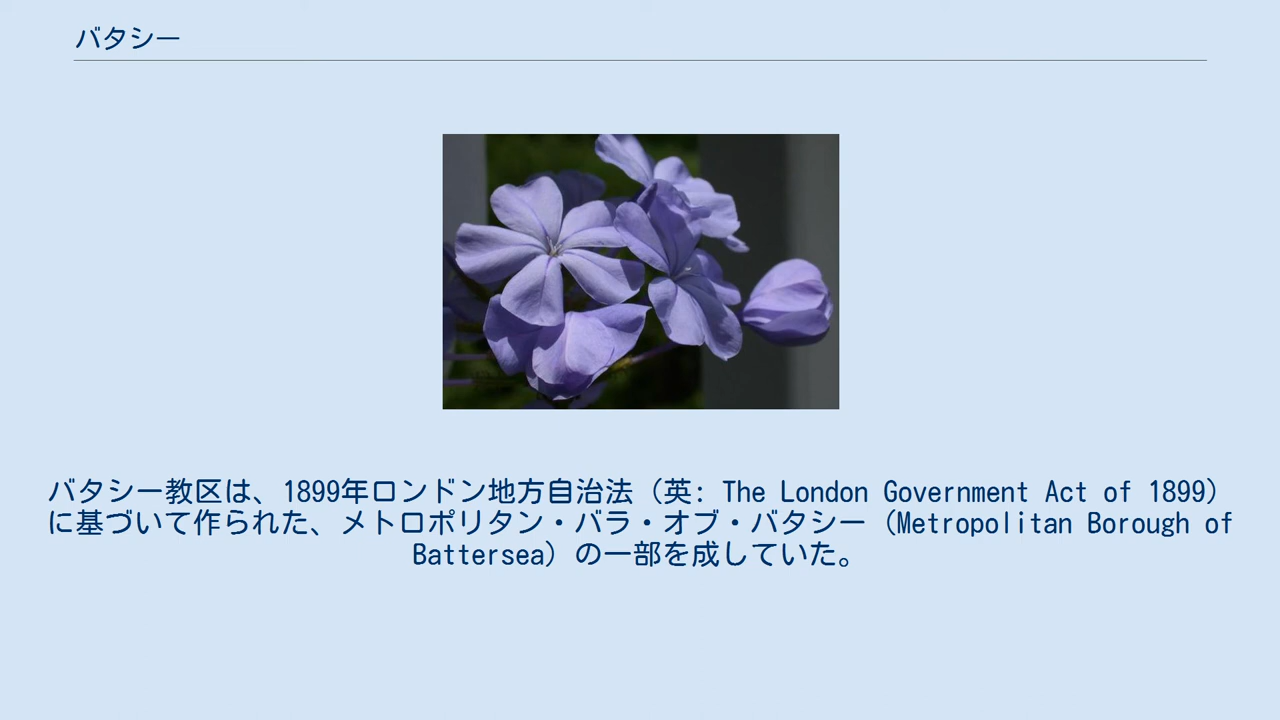 バタシー
バタシー教区は、1899年ロンドン地方自治法（英: The London Government Act of 1899）
に基づいて作られた、メトロポリタン・バラ・オブ・バタシー（Metropolitan Borough of
Battersea）の一部を成していた。